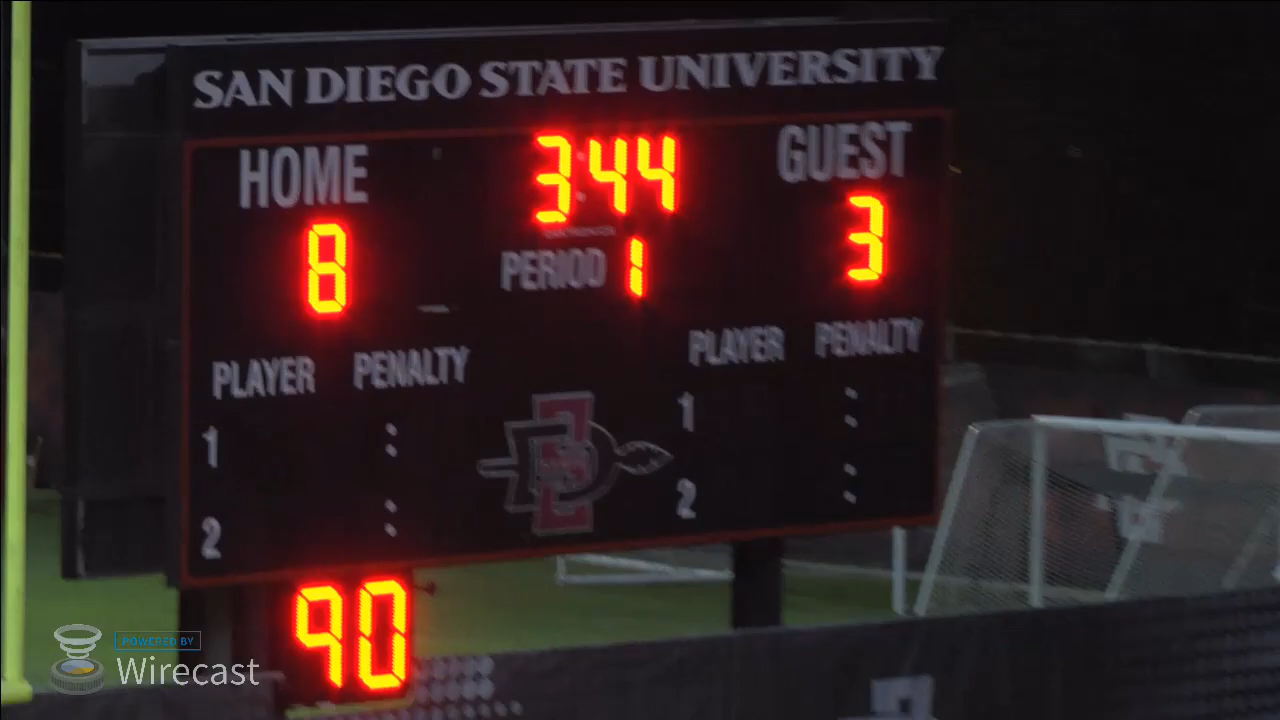 SAN DIEGO STATE UNIVERSITY
HOME
3:44
GUEST
8
PERIOD 1
3
PLAYER PENALTY
PLAYER PENALTY
1 :
1 :
2 :
2 :
SD
90
POWERED BY
Wirecast